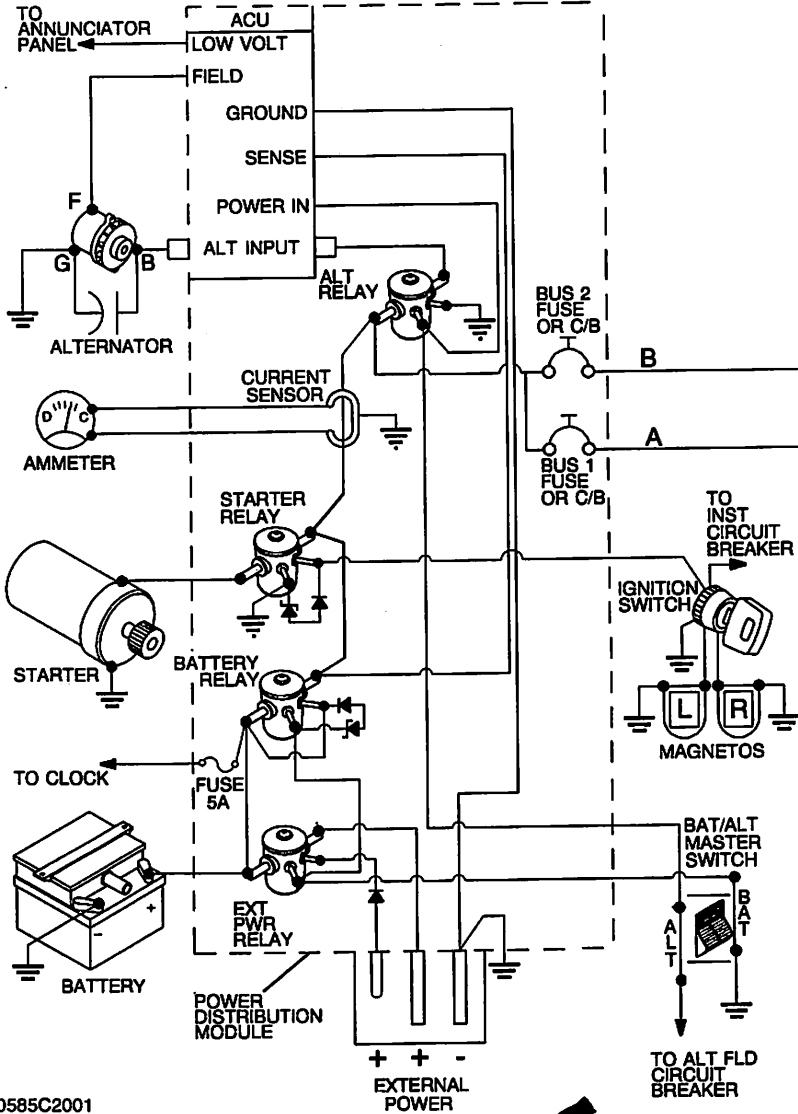 TO
ANNUNCIATOR
PANEL
ACU
LOW VOLT
FIELD
GROUND
SENSE
POWER IN
ALT INPUT
F
G
B
ALTERNATOR
ALT
RELAY
BUS 2
FUSE
OR C/B
B
CURRENT
SENSOR
D
C
AMMETER
A
BUS 1
FUSE
OR C/B
STARTER
RELAY
TO
INST
CIRCUIT
BREAKER
IGNITION
SWITCH
STARTER
BATTERY
RELAY
L
R
MAGNETOS
TO CLOCK
FUSE
5A
BAT/ALT
MASTER
SWITCH
BAT
ALT
EXT
PWR
RELAY
-
+
BATTERY
POWER
DISTRIBUTION
MODULE
+ + -
EXTERNAL
POWER
TO ALT FLD
CIRCUIT
BREAKER
0585C2001